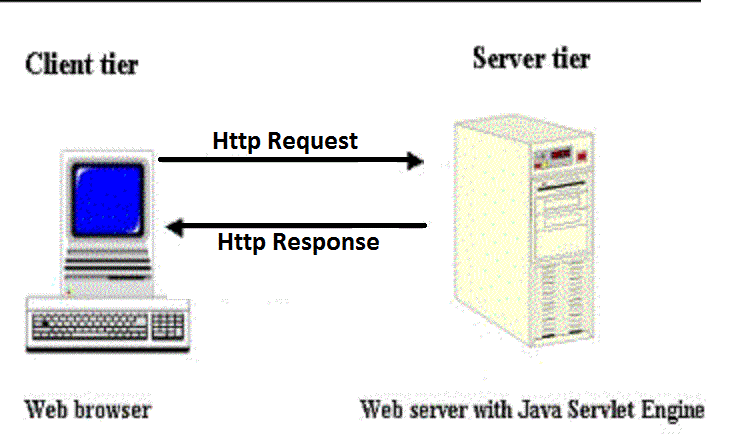 Client tier
Server tier
Http Request
Http Response
Web browser
Web server with Java Servlet Engine